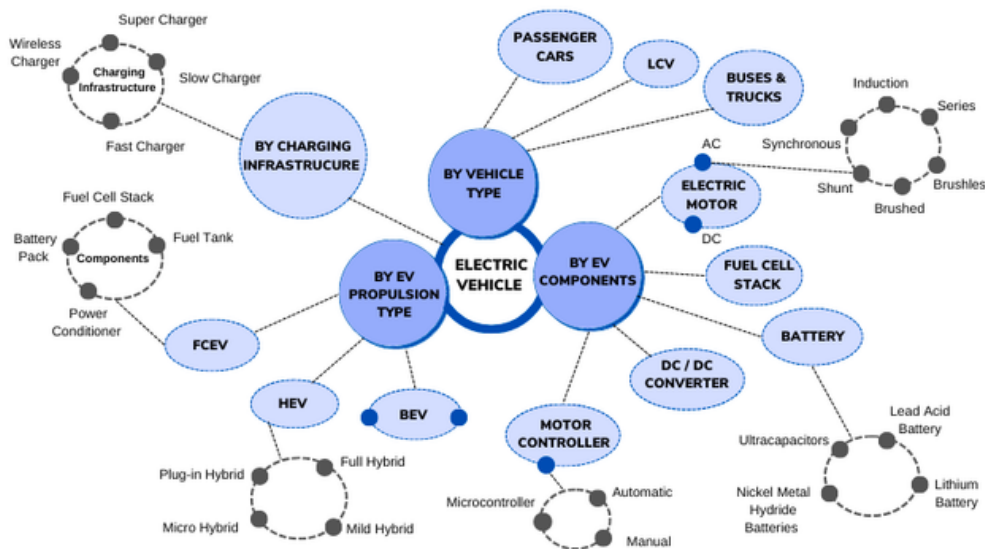 Super Charger
Wireless
Charger
Charging
Infrastructure
Slow Charger
Fast Charger
BY CHARGING
INFRASTRUCURE
PASSENGER
CARS
LCV
BUSES &
TRUCKS
BY VEHICLE
TYPE
AC
ELECTRIC
MOTOR
DC
Induction
Series
Synchronous
Shunt
Brushles
Brushed
Fuel Cell Stack
Battery
Pack
Components
Fuel Tank
Power
Conditioner
FCEV
BY EV
PROPULSION
TYPE
ELECTRIC
VEHICLE
BY EV
COMPONENTS
FUEL CELL
STACK
BATTERY
DC / DC
CONVERTER
HEV
BEV
MOTOR
CONTROLLER
Plug-in Hybrid
Full Hybrid
Micro Hybrid
Mild Hybrid
Microcontroller
Automatic
Manual
Ultracapacitors
Lead Acid
Battery
Nickel Metal
Hydride
Batteries
Lithium
Battery